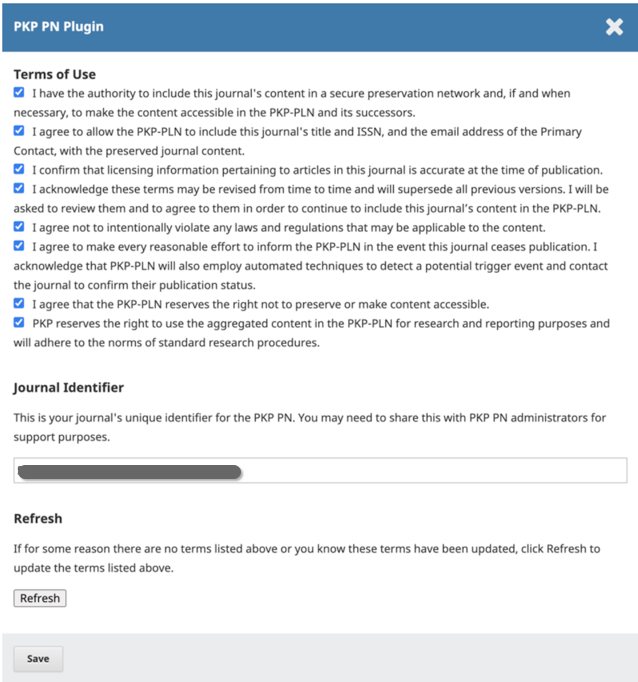 PKP PN Plugin
Terms of Use
I have the authority to include this journal's content in a secure preservation network and, if and when
necessary, to make the content accessible in the PKP-PLN and its successors.
I agree to allow the PKP-PLN to include this journal's title and ISSN, and the email address of the Primary
Contact, with the preserved journal content.
I confirm that licensing information pertaining to articles in this journal is accurate at the time of publication.
I acknowledge these terms may be revised from time to time and will supersede all previous versions. I will be
asked to review them and to agree to them in order to continue to include this journal's content in the PKP-PLN.
I agree not to intentionally violate any laws and regulations that may be applicable to the content.
I agree to make every reasonable effort to inform the PKP-PLN in the event this journal ceases publication. I
acknowledge that PKP-PLN will also employ automated techniques to detect a potential trigger event and contact
the journal to confirm their publication status.
I agree that the PKP-PLN reserves the right not to preserve or make content accessible.
PKP reserves the right to use the aggregated content in the PKP-PLN for research and reporting purposes and
will adhere to the norms of standard research procedures.
Journal Identifier
This is your journal's unique identifier for the PKP PN. You may need to share this with PKP PN administrators for
support purposes.
Refresh
If for some reason there are no terms listed above or you know these terms have been updated, click Refresh to
update the terms listed above.
Refresh
Save